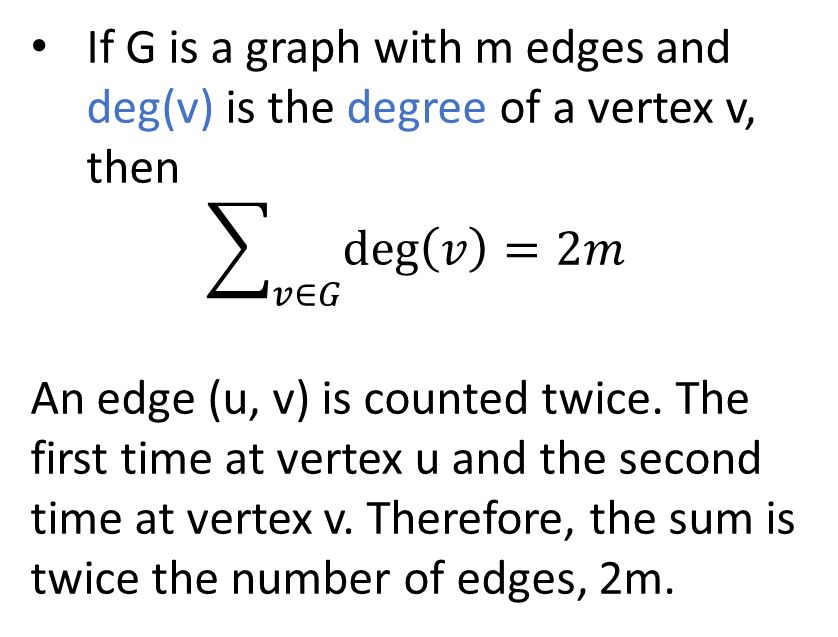 • If G is a graph with m edges and
deg(v) is the degree of a vertex v,
then
∑_{v∈G} deg(v) = 2m
An edge (u, v) is counted twice. The
first time at vertex u and the second
time at vertex v. Therefore, the sum is
twice the number of edges, 2m.